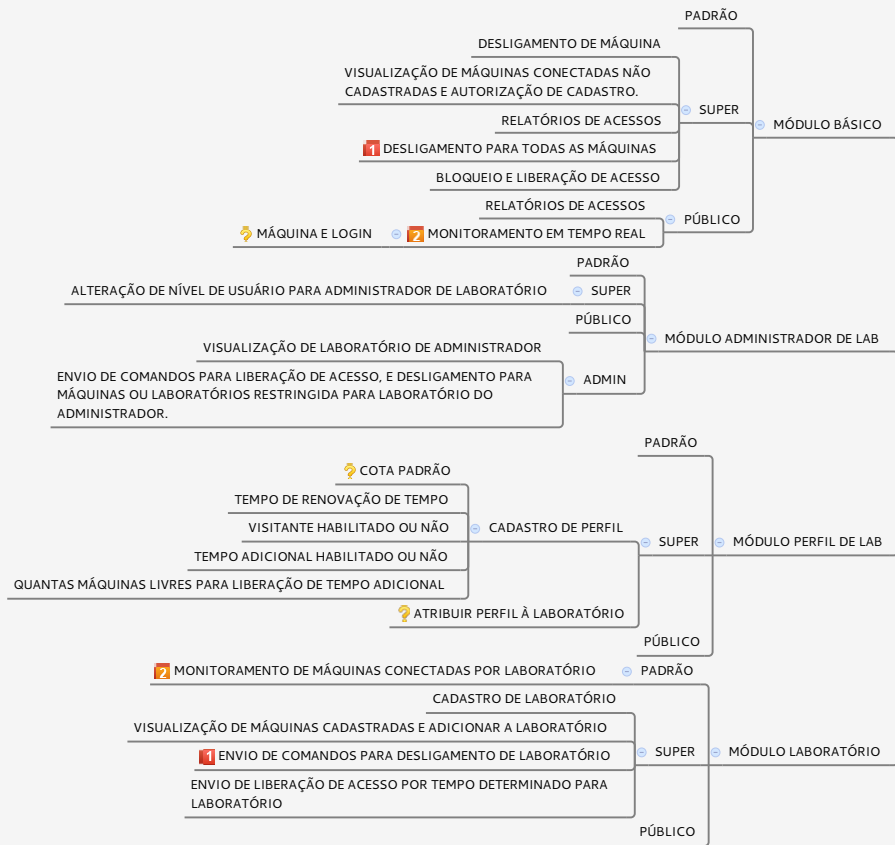 PADRÃO
DESLIGAMENTO DE MÁQUINA
VISUALIZAÇÃO DE MÁQUINAS CONECTADAS NÃO
CADASTRADAS E AUTORIZAÇÃO DE CADASTRO.
SUPER
RELATÓRIOS DE ACESSOS
MÓDULO BÁSICO
1 DESLIGAMENTO PARA TODAS AS MÁQUINAS
BLOQUEIO E LIBERAÇÃO DE ACESSO
RELATÓRIOS DE ACESSOS
PÚBLICO
? MÁQUINA E LOGIN
2 MONITORAMENTO EM TEMPO REAL
PADRÃO
ALTERAÇÃO DE NÍVEL DE USUÁRIO PARA ADMINISTRADOR DE LABORATÓRIO
SUPER
PÚBLICO
MÓDULO ADMINISTRADOR DE LAB
VISUALIZAÇÃO DE LABORATÓRIO DE ADMINISTRADOR
ENVIO DE COMANDOS PARA LIBERAÇÃO DE ACESSO, E DESLIGAMENTO PARA
MÁQUINAS OU LABORATÓRIOS RESTRINGIDA PARA LABORATÓRIO DO
ADMINISTRADOR.
ADMIN
PADRÃO
? COTA PADRÃO
TEMPO DE RENOVAÇÃO DE TEMPO
VISITANTE HABILITADO OU NÃO
CADASTRO DE PERFIL
TEMPO ADICIONAL HABILITADO OU NÃO
SUPER
MÓDULO PERFIL DE LAB
QUANTAS MÁQUINAS LIVRES PARA LIBERAÇÃO DE TEMPO ADICIONAL
? ATRIBUIR PERFIL À LABORATÓRIO
PÚBLICO
2 MONITORAMENTO DE MÁQUINAS CONECTADAS POR LABORATÓRIO
PADRÃO
CADASTRO DE LABORATÓRIO
VISUALIZAÇÃO DE MÁQUINAS CADASTRADAS E ADICIONAR A LABORATÓRIO
1 ENVIO DE COMANDOS PARA DESLIGAMENTO DE LABORATÓRIO
SUPER
MÓDULO LABORATÓRIO
ENVIO DE LIBERAÇÃO DE ACESSO POR TEMPO DETERMINADO PARA
LABORATÓRIO
PÚBLICO